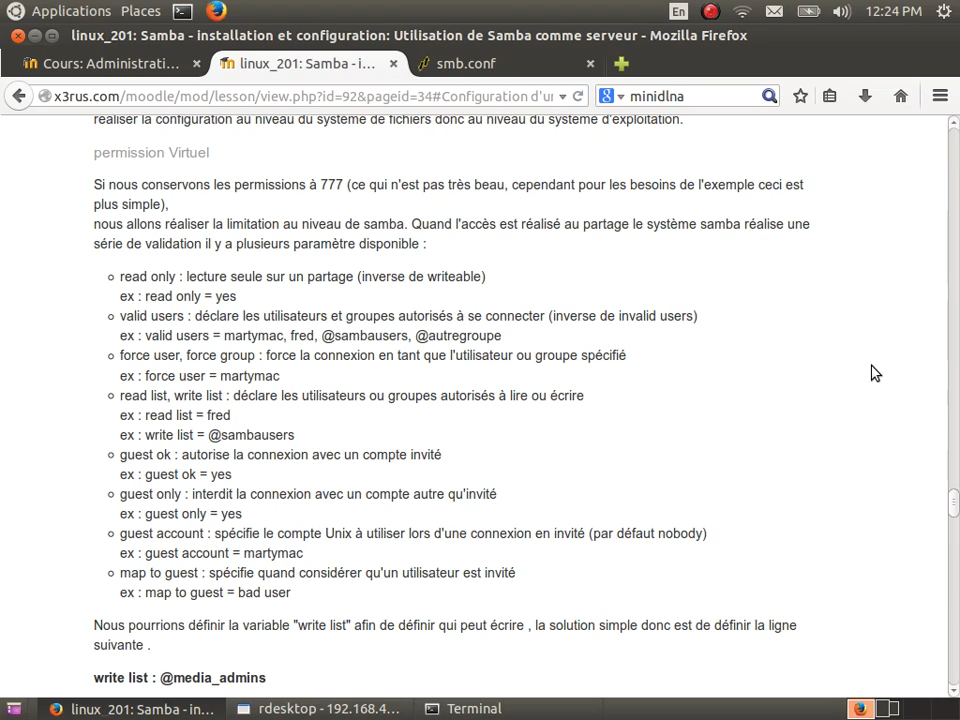 Applications Places En 12:24 PM
linux_201: Samba - installation et configuration: Utilisation de Samba comme serveur - Mozilla Firefox
Cours: Administrati... linux_201: Samba - i... smb.conf
x3rus.com/moodle/mod/lesson/view.php?id=92&pageid=34#Configuration d'ur minidlna
réaliser la configuration au niveau du système de fichiers donc au niveau du système d'exploitation.
permission Virtuel
Si nous conservons les permissions à 777 (ce qui n'est pas très beau, cependant pour les besoins de l'exemple ceci est
plus simple),
nous allons réaliser la limitation au niveau de samba. Quand l'accès est réalisé au partage le système samba réalise une
série de validation il y a plusieurs paramètre disponible :
read only : lecture seule sur un partage (inverse de writeable)
ex : read only = yes
valid users : déclare les utilisateurs et groupes autorisés à se connecter (inverse de invalid users)
ex : valid users = martymac, fred, @sambausers, @autregroupe
force user, force group : force la connexion en tant que l'utilisateur ou groupe spécifié
ex : force user = martymac
read list, write list : déclare les utilisateurs ou groupes autorisés à lire ou écrire
ex : read list = fred
ex : write list = @sambausers
guest ok : autorise la connexion avec un compte invité
ex : guest ok = yes
guest only : interdit la connexion avec un compte autre qu'invité
ex : guest only = yes
guest account : spécifie le compte Unix à utiliser lors d'une connexion en invité (par défaut nobody)
ex : guest account = martymac
map to guest : spécifie quand considérer qu'un utilisateur est invité
ex : map to guest = bad user
Nous pourrions définir la variable "write list" afin de définir qui peut écrire , la solution simple donc est de définir la ligne
suivante .
write list : @media_admins
linux_201: Samba - in... rdesktop - 192.168.4... Terminal